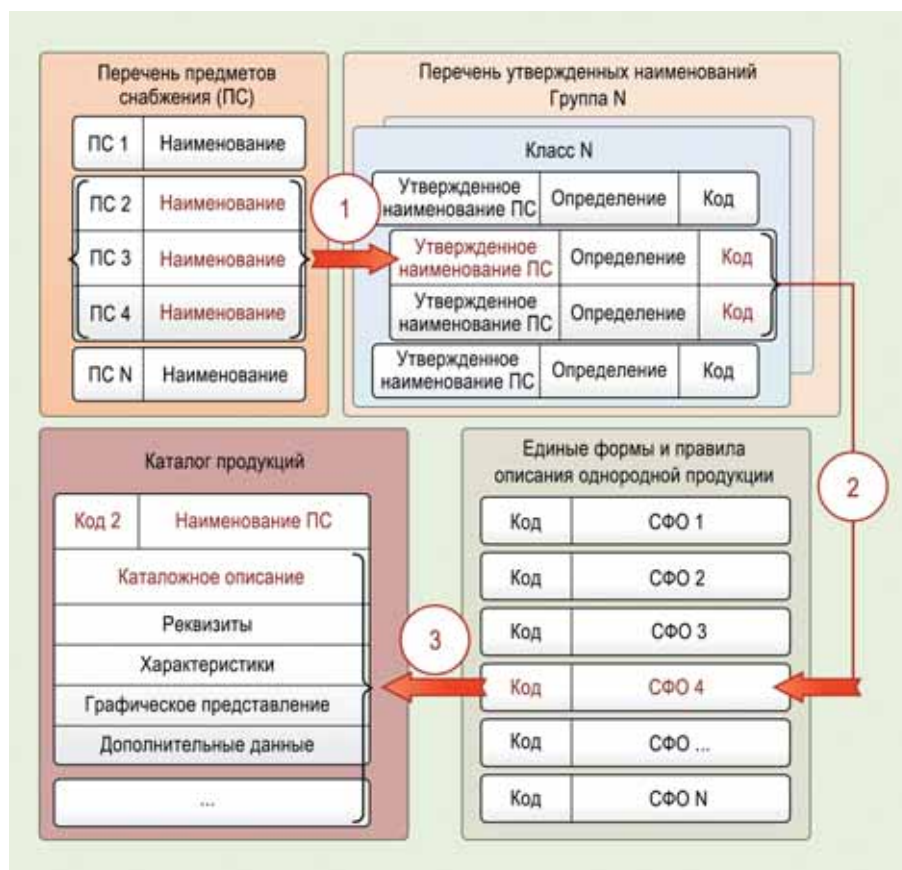 Перечень предметов
снабжения (ПС)
ПС 1 Наименование
ПС 2 Наименование
ПС 3 Наименование
ПС 4 Наименование
ПС N Наименование
1
Перечень утвержденных наименований
Группа N
Класс N
Утвержденное
наименование ПС Определение Код
Утвержденное
наименование ПС Определение Код
Утвержденное
наименование ПС Определение Код
Утвержденное
наименование ПС Определение Код
2
Единые формы и правила
описания однородной продукции
Код СФО 1
Код СФО 2
Код СФО 3
Код СФО 4
Код СФО ...
Код СФО N
3
Каталог продукций
Код 2 Наименование ПС
Каталожное описание
Реквизиты
Характеристики
Графическое представление
Дополнительные данные
...